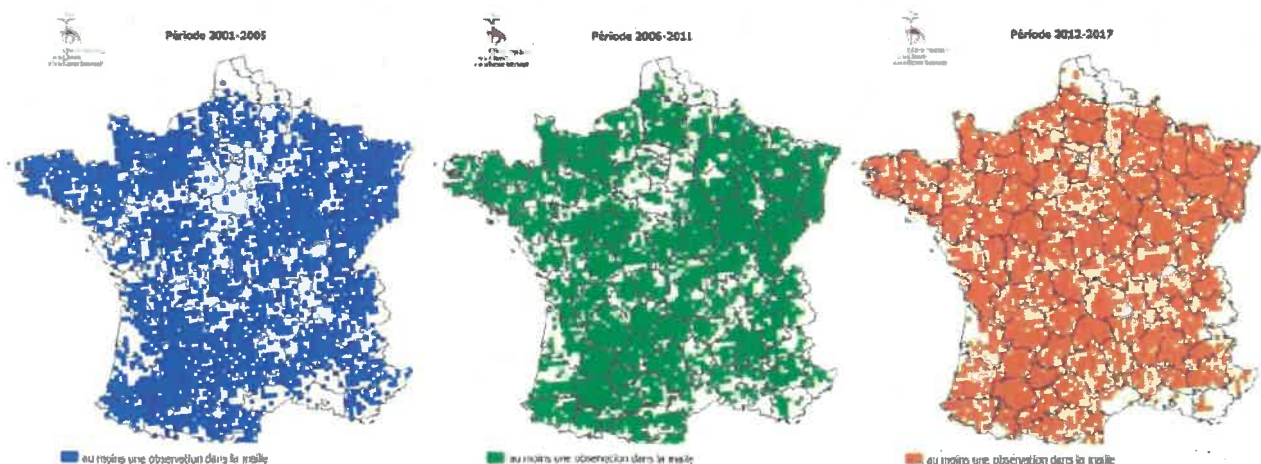 Période 2001-2005
Période 2006-2011
Période 2012-2017
au moins une observation dans la maille
au moins une observation dans la maille
au moins une observation dans la maille